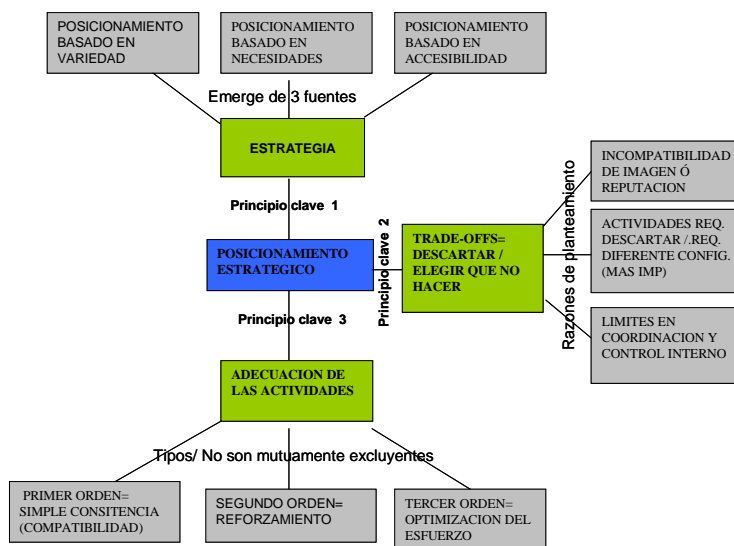 POSICIONAMIENTO
BASADO EN
VARIEDAD
POSICIONAMIENTO
BASADO EN
NECESIDADES
POSICIONAMIENTO
BASADO EN
ACCESIBILIDAD
Emerge de 3 fuentes
ESTRATEGIA
Principio clave 1
POSICIONAMIENTO
ESTRATEGICO
Principio clave 2
TRADE-OFFS=
DESCARTAR /
ELEGIR QUE NO
HACER
Razones de planteamiento
INCOMPATIBILIDAD
DE IMAGEN Ó
REPUTACION
ACTIVIDADES REQ.
DESCARTAR /.REQ.
DIFERENTE CONFIG.
(MAS IMP)
LIMITES EN
COORDINACION Y
CONTROL INTERNO
Principio clave 3
ADECUACION DE
LAS ACTIVIDADES
Tipos/ No son mutuamente excluyentes
PRIMER ORDEN=
SIMPLE CONSITENCIA
(COMPATIBILIDAD)
SEGUNDO ORDEN=
REFORZAMIENTO
TERCER ORDEN=
OPTIMIZACION DEL
ESFUERZO